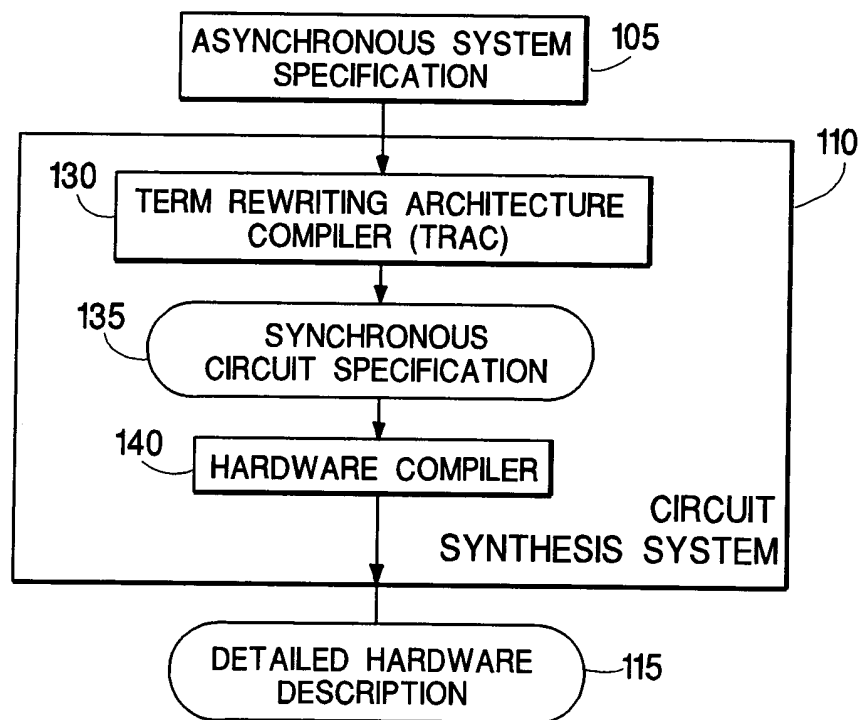 ASYNCHRONOUS SYSTEM
SPECIFICATION
105
110
130
TERM REWRITING ARCHITECTURE
COMPILER (TRAC)
135
SYNCHRONOUS
CIRCUIT SPECIFICATION
140
HARDWARE COMPILER
CIRCUIT
SYNTHESIS SYSTEM
DETAILED HARDWARE
DESCRIPTION
115